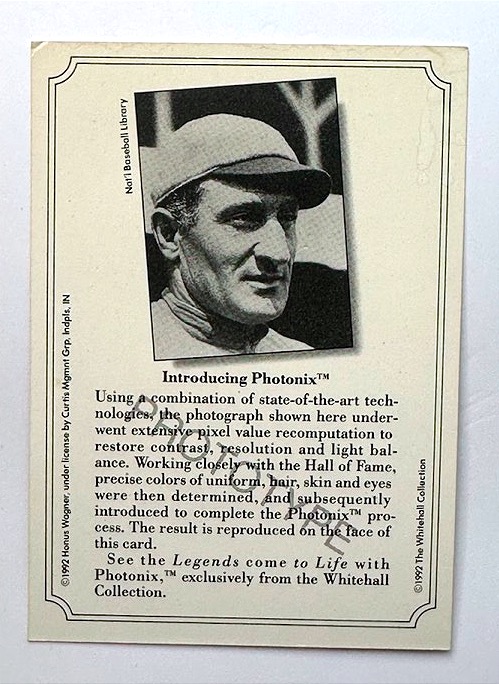 Nat'l Baseball Library
Introducing Photonix™
Using a combination of state-of-the-art tech-
nologies, the photograph shown here under-
went extensive pixel value recomputation to
restore contrast, resolution and light bal-
ance. Working closely with the Hall of Fame,
precise colors of uniform, hair, skin and eyes
were then determined, and subsequently
introduced to complete the Photonix™ pro-
cess. The result is reproduced on the face of
this card.
See the Legends come to Life with
Photonix,™ exclusively from the Whitehall
Collection.
PROTOTYPE
©1992 Honus Wagner, under license by Curtis Mgmnt Grp. Indpls, IN
©1992 The Whitehall Collection